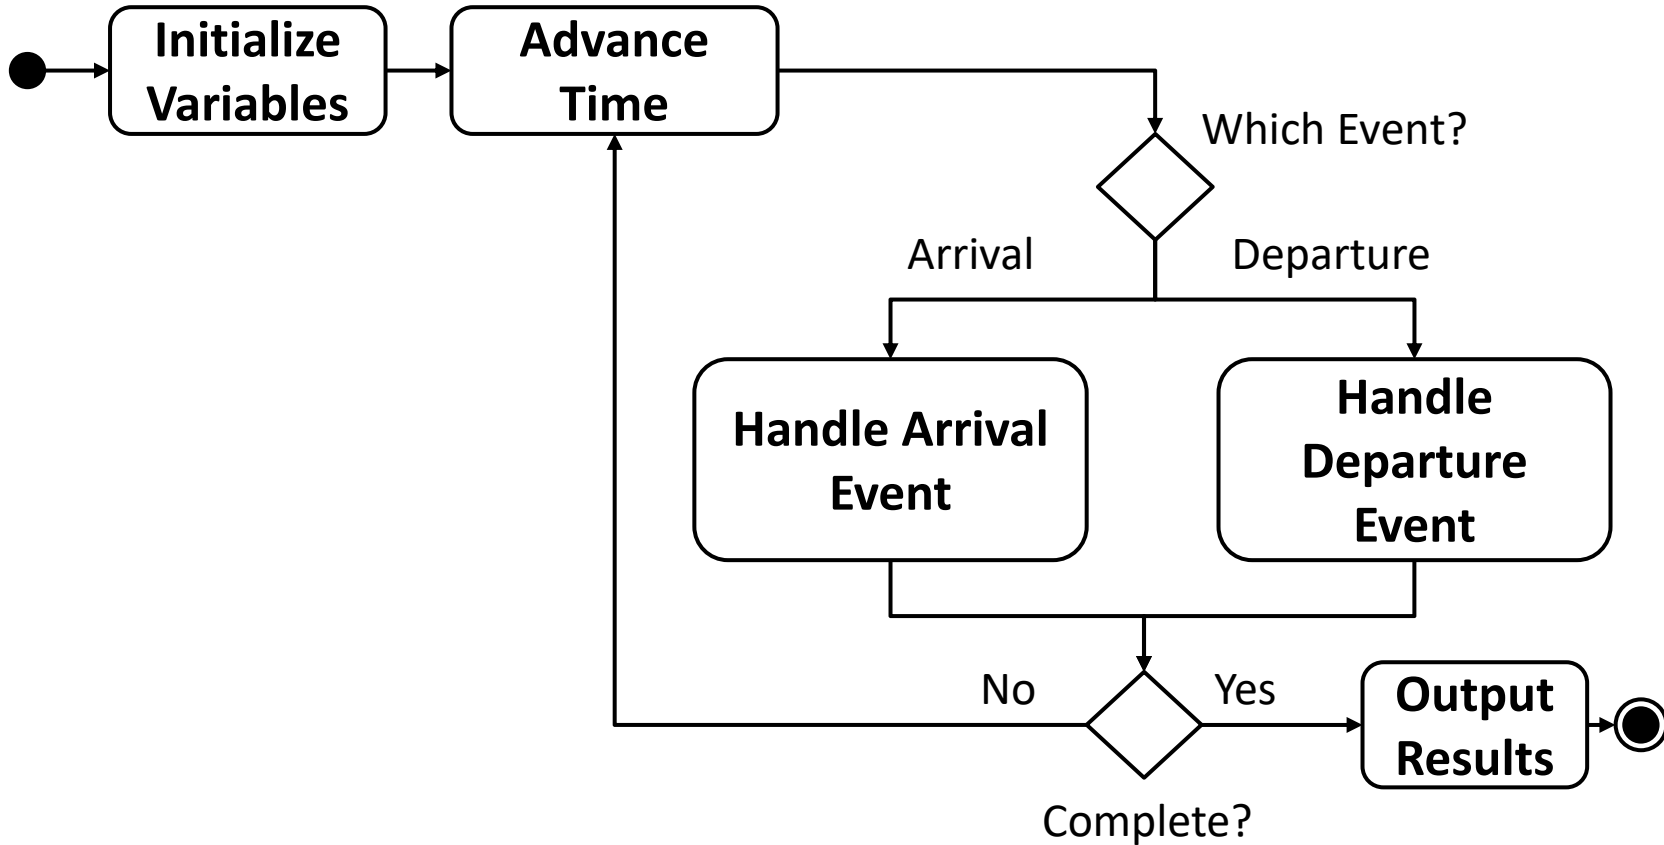 Initialize
Variables
Advance
Time
Which Event?
Arrival
Departure
Handle Arrival
Event
Handle
Departure
Event
No
Yes
Complete?
Output
Results